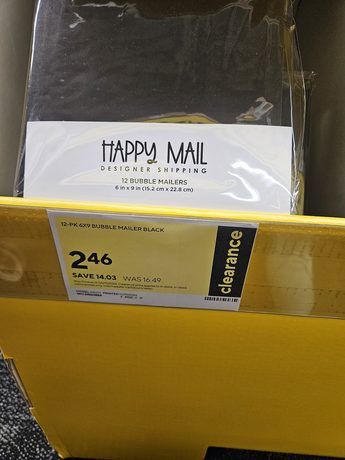 HAPPY MAIL
DESIGNER SHIPPING
12 BUBBLE MAILERS
6 in x 9 in (15.2 cm x 22.8 cm)
12-PK 6X9 BUBBLE MAILER BLACK
2 46
SAVE 14.03 WAS 16.49
clearance